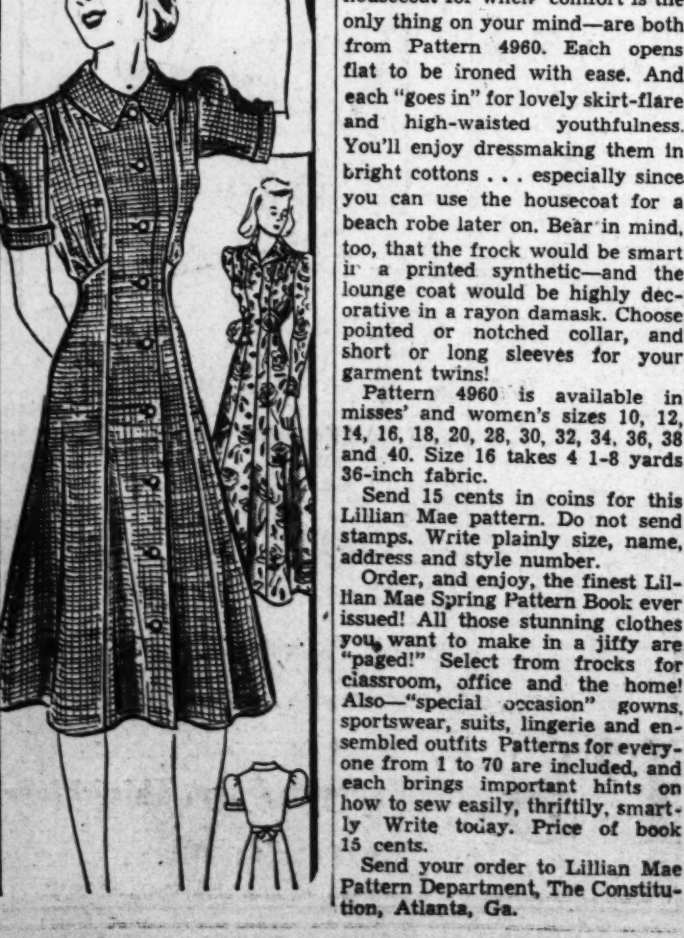 housecoat for when comfort is the
only thing on your mind—are both
from Pattern 4960. Each opens
flat to be ironed with ease. And
each "goes in" for lovely skirt-flare
and high-waisted youthfulness.
You'll enjoy dressmaking them in
bright cottons . . . especially since
you can use the housecoat for a
beach robe later on. Bear in mind,
too, that the frock would be smart
in a printed synthetic—and the
lounge coat would be highly dec-
orative in a rayon damask. Choose
pointed or notched collar, and
short or long sleeves for your
garment twins!
Pattern 4960 is available in
misses' and women's sizes 10, 12,
14, 16, 18, 20, 28, 30, 32, 34, 36, 38
and 40. Size 16 takes 4 1-8 yards
36-inch fabric.
Send 15 cents in coins for this
Lillian Mae pattern. Do not send
stamps. Write plainly size, name,
address and style number.
Order, and enjoy, the finest Lil-
lian Mae Spring Pattern Book ever
issued! All those stunning clothes
you want to make in a jiffy are
"paged!" Select from frocks for
classroom, office and the home!
Also—"special occasion" gowns,
sportswear, suits, lingerie and en-
sembled outfits Patterns for every-
one from 1 to 70 are included, and
each brings important hints on
how to sew easily, thriftily, smart-
ly Write today. Price of book
15 cents.
Send your order to Lillian Mae
Pattern Department, The Constitu-
tion, Atlanta, Ga.